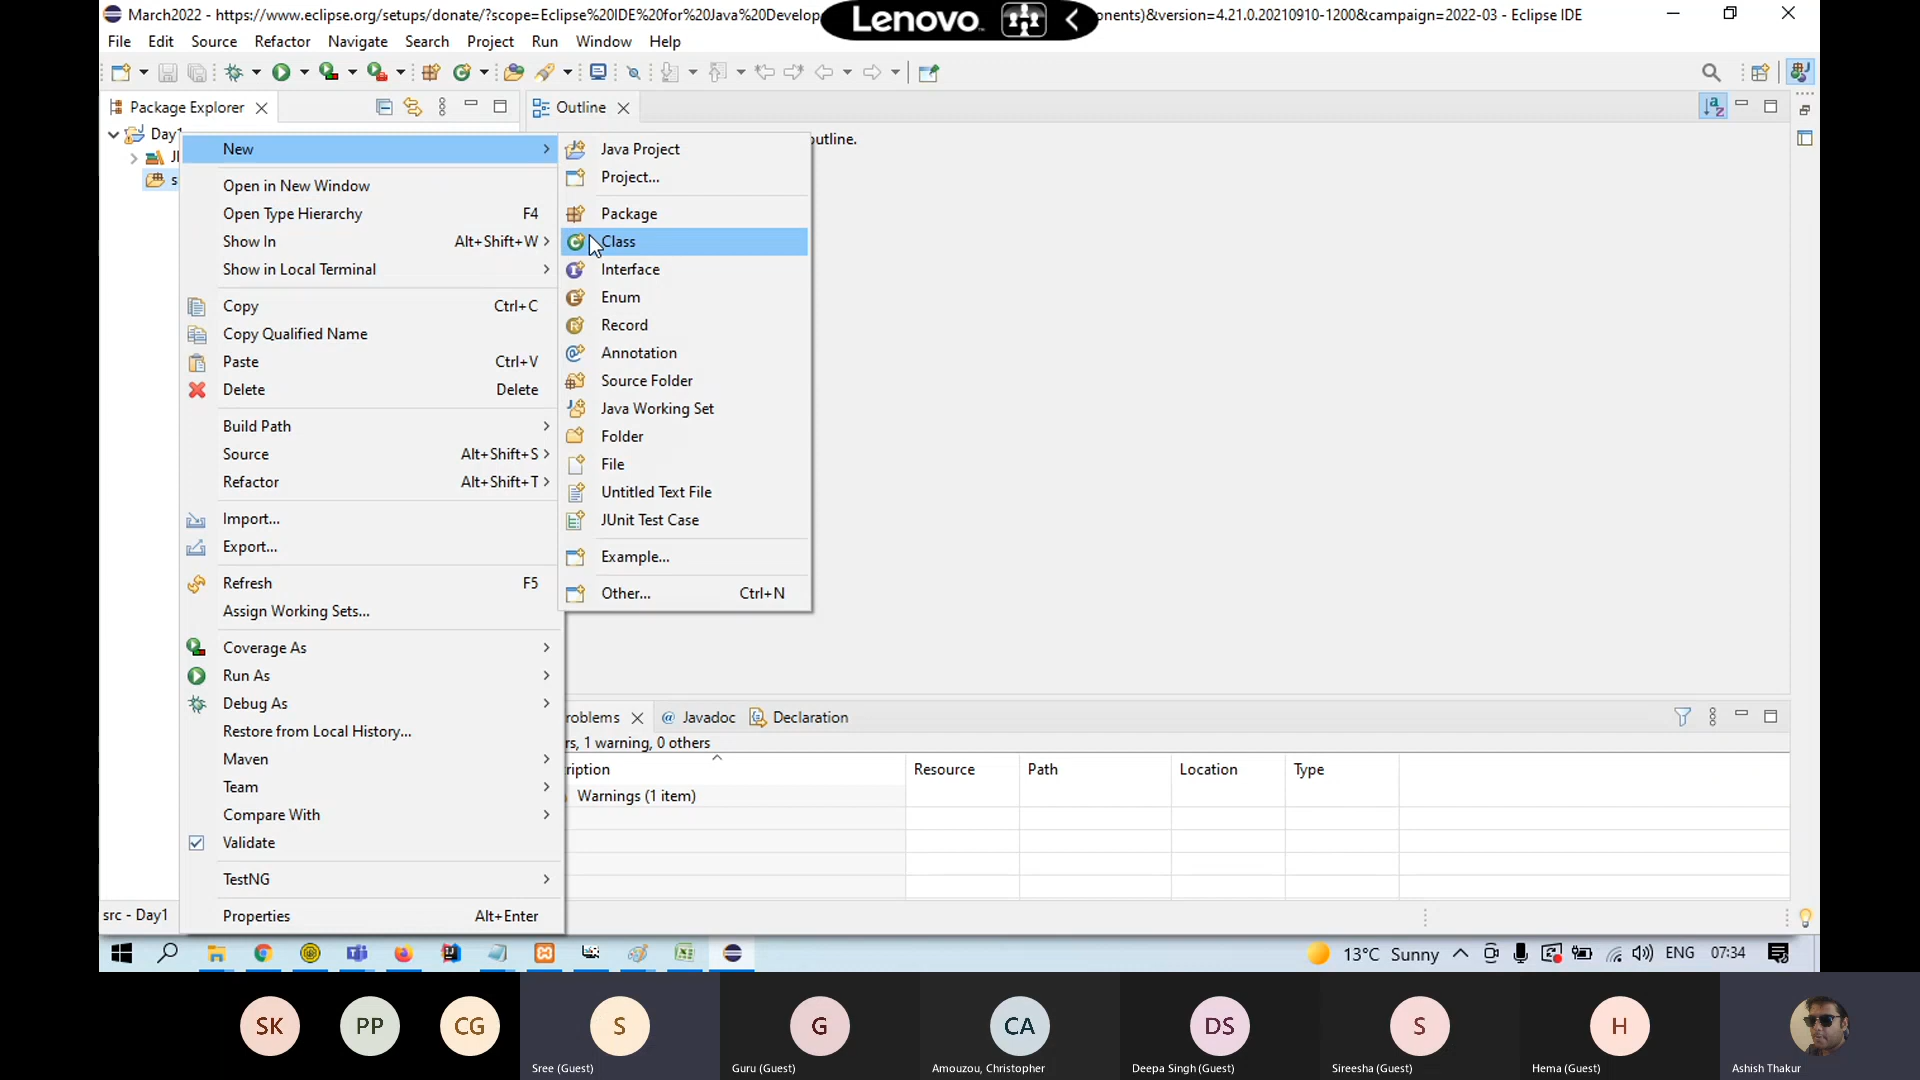 March2022 - https://www.eclipse.org/setups/donate/?scope=Eclipse%20IDE%20for%20Java%20Develop
Lenovo
onents)&version=4.21.0.20210910-1200&campaign=2022-03 - Eclipse IDE
File Edit Source Refactor Navigate Search Project Run Window Help
Package Explorer
Outline
Day1
JI
s
utline.
New
Open in New Window
Open Type Hierarchy F4
Show In Alt+Shift+W
Show in Local Terminal
Copy Ctrl+C
Copy Qualified Name
Paste Ctrl+V
Delete Delete
Build Path
Source Alt+Shift+S
Refactor Alt+Shift+T
Import...
Export...
Refresh F5
Assign Working Sets...
Coverage As
Run As
Debug As
Restore from Local History...
Maven
Team
Compare With
Validate
TestNG
Properties Alt+Enter
Java Project
Project...
Package
Class
Interface
Enum
Record
Annotation
Source Folder
Java Working Set
Folder
File
Untitled Text File
JUnit Test Case
Example...
Other... Ctrl+N
roblems @ Javadoc Declaration
rs, 1 warning, 0 others
ription Resource Path Location Type
Warnings (1 item)
src - Day1
13°C Sunny ENG 07:34
SK PP CG S G CA DS S H
Sree (Guest) Guru (Guest) Amouzou, Christopher Deepa Singh (Guest) Sireesha (Guest) Hema (Guest) Ashish Thakur